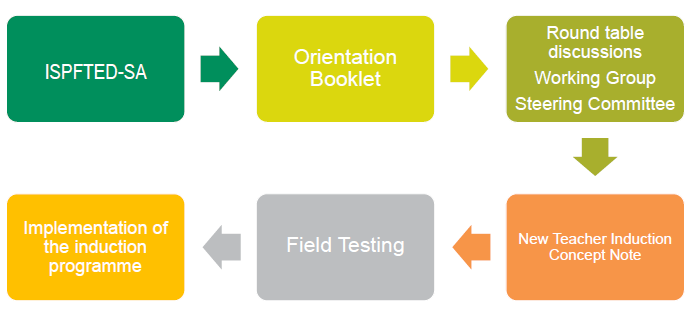 ISPFTED-SA
Orientation
Booklet
Round table
discussions
Working Group
Steering Committee
New Teacher Induction
Concept Note
Field Testing
Implementation of
the induction
programme